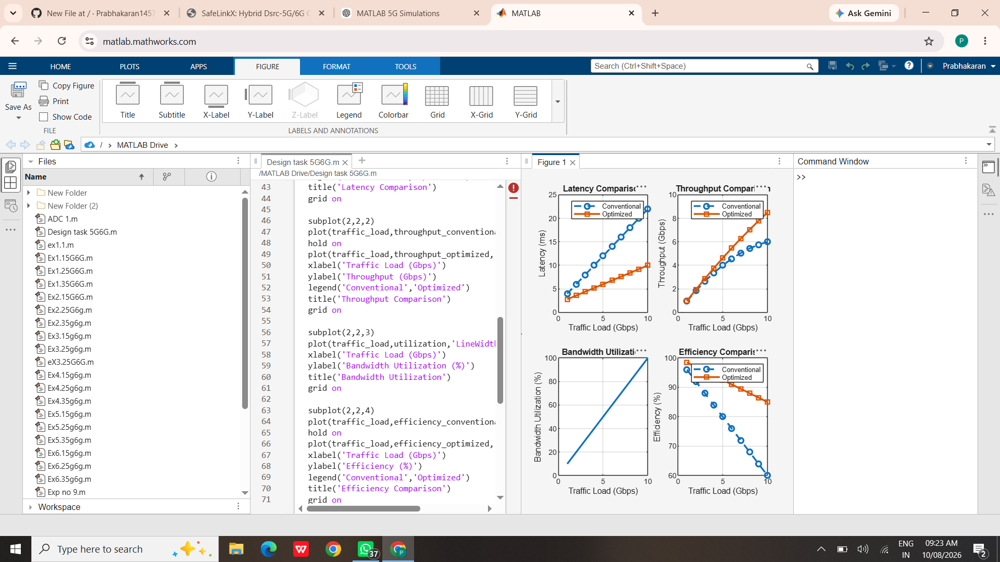 New File at / · Prabhakaran1457
SafeLinkX: Hybrid Dsrc-5G/6G C
MATLAB 5G Simulations
MATLAB
Ask Gemini
matlab.mathworks.com
P
HOME
PLOTS
APPS
FIGURE
FORMAT
TOOLS
Search (Ctrl+Shift+Space)
Prabhakaran
Save As
Copy Figure
Print
Show Code
FILE
Title
Subtitle
X-Label
Y-Label
Z-Label
Legend
Colorbar
Grid
X-Grid
Y-Grid
LABELS AND ANNOTATIONS
/ > MATLAB Drive >
Files
Name
New Folder
New Folder (2)
ADC 1.m
Design task 5G6G.m
ex1.1.m
Ex1.15G6G.m
Ex1.25G6G.m
Ex1.35G6G.m
Ex2.15G6G.m
Ex2.25G6g.m
Ex2.35g6g.m
Ex3.15g6g.m
Ex3.25g6g.m
eX3.25G6G.m
Ex4.15g6g.m
Ex4.25g6g.m
Ex4.35g6g.m
Ex5.15g6g.m
Ex5.25g6g.m
Ex5.35g6g.m
Ex6.15g6g.m
Ex6.25g6g.m
Ex6.35g6g.m
Exp no 9.m
Workspace
Design task 5G6G.m
/MATLAB Drive/Design task 5G6G.m
43 title('Latency Comparison')
44 grid on
45
46 subplot(2,2,2)
47 plot(traffic_load,throughput_conventiona
48 hold on
49 plot(traffic_load,throughput_optimized,
50 xlabel('Traffic Load (Gbps)')
51 ylabel('Throughput (Gbps)')
52 legend('Conventional','Optimized')
53 title('Throughput Comparison')
54 grid on
55
56 subplot(2,2,3)
57 plot(traffic_load,utilization,'LineWidth
58 xlabel('Traffic Load (Gbps)')
59 ylabel('Bandwidth Utilization (%)')
60 title('Bandwidth Utilization')
61 grid on
62
63 subplot(2,2,4)
64 plot(traffic_load,efficiency_conventiona
65 hold on
66 plot(traffic_load,efficiency_optimized,
67 xlabel('Traffic Load (Gbps)')
68 ylabel('Efficiency (%)')
69 legend('Conventional','Optimized')
70 title('Efficiency Comparison')
71 grid on
Figure 1
Latency Comparisc
25
20
15
10
5
0
0 5 10
Latency (ms)
Traffic Load (Gbps)
Conventional
Optimized
Throughput Compari n
10
8
6
4
2
0
0 5 10
Throughput (Gbps)
Traffic Load (Gbps)
Conventional
Optimized
Bandwidth Utilizati
100
80
60
40
20
0
0 5 10
Bandwidth Utilization (%)
Traffic Load (Gbps)
Efficiency Comparis
100
90
80
70
60
0 5 10
Efficiency (%)
Traffic Load (Gbps)
Conventional
Optimized
Command Window
>>
Type here to search
37
P
ENG
IN
09:23 AM
10/08/2026
2